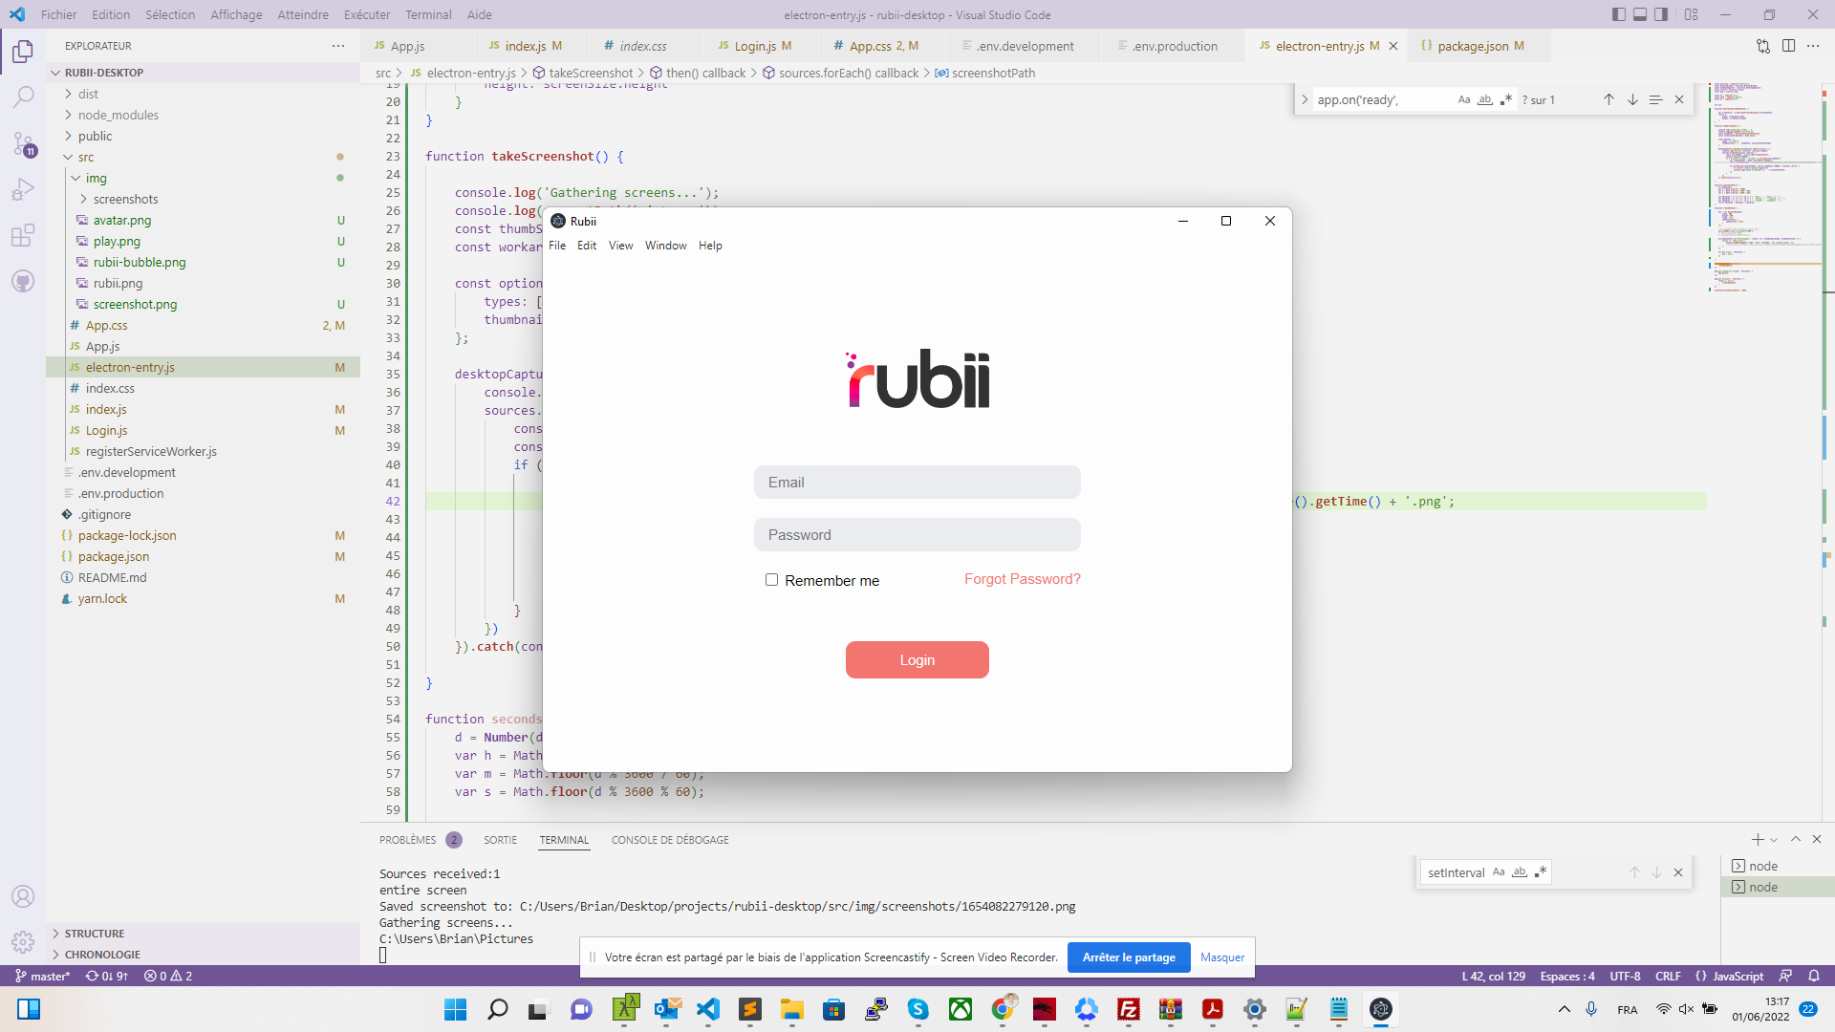 Fichier Edition Sélection Affichage Atteindre Exécuter Terminal Aide
electron-entry.js - rubii-desktop - Visual Studio Code
EXPLORATEUR
JS App.js
JS index.js M
# index.css
JS Login.js M
# App.css 2, M
.env.development
.env.production
JS electron-entry.js M
{} package.json M
RUBII-DESKTOP
src > JS electron-entry.js > takeScreenshot > then() callback > sources.forEach() callback > screenshotPath
dist
node_modules
public
src
img
screenshots
avatar.png U
play.png U
rubii-bubble.png U
rubii.png
screenshot.png U
# App.css 2, M
JS App.js
JS electron-entry.js M
# index.css
JS index.js M
JS Login.js M
JS registerServiceWorker.js
.env.development
.env.production
.gitignore
{} package-lock.json M
{} package.json M
README.md
yarn.lock M
STRUCTURE
CHRONOLOGIE
11
app.on('ready', Aa ab ? sur 1
19 height: screenSize.height
20 }
21 }
22
23 function takeScreenshot() {
24
25 console.log('Gathering screens...');
26 console.log(
27 const thumbS
28 const workar
29
30 const option
31 types: [
32 thumbnai
33 };
34
35 desktopCaptu
36 console.
37 sources.
38 cons
39 cons
40 if (
41
42 e().getTime() + '.png';
43
44
45
46
47
48 }
49 })
50 }).catch(con
51
52 }
53
54 function seconds
55 d = Number(d
56 var h = Math
57 var m = Math.floor(d % 3600 / 60);
58 var s = Math.floor(d % 3600 % 60);
59
Rubii
File Edit View Window Help
rubii
Email
Password
Remember me
Forgot Password?
Login
PROBLÈMES 2 SORTIE TERMINAL CONSOLE DE DÉBOGAGE
Sources received:1
entire screen
Saved screenshot to: C:/Users/Brian/Desktop/projects/rubii-desktop/src/img/screenshots/1654082279120.png
Gathering screens...
C:\Users\Brian\Pictures
setInterval Aa ab
node
node
Votre écran est partagé par le biais de l'application Screencastify - Screen Video Recorder.
Arrêter le partage
Masquer
master* 0↓ 9↑ 0 2
L 42, col 129 Espaces : 4 UTF-8 CRLF {} JavaScript
FRA
13:17
01/06/2022
22